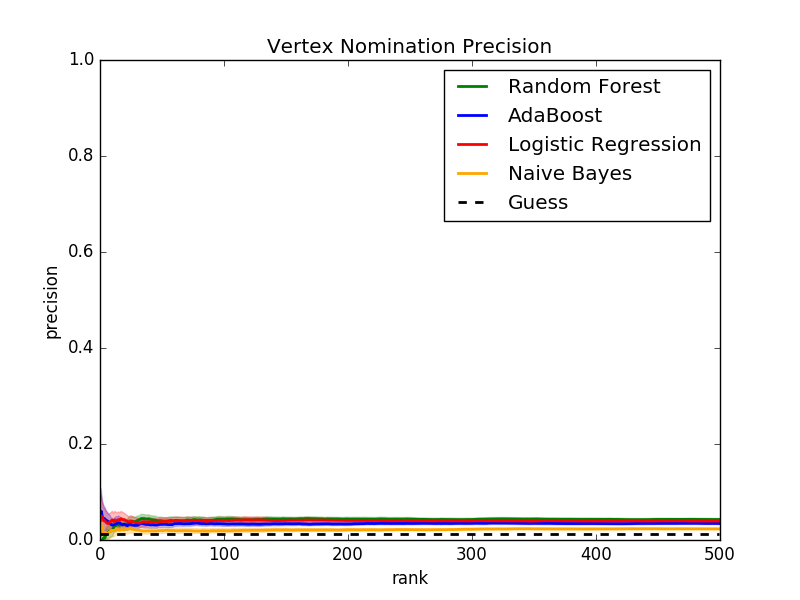 Vertex Nomination Precision
1.0
0.8
0.6
0.4
0.2
0.0
precision
Random Forest
AdaBoost
Logistic Regression
Naive Bayes
Guess
0 100 200 300 400 500
rank